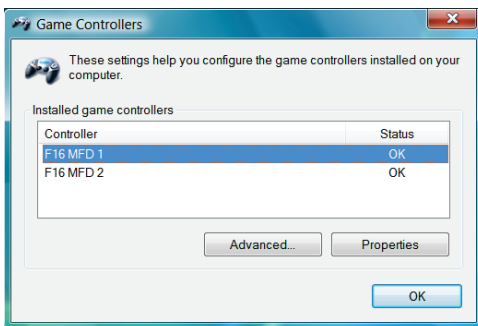 Game Controllers
These settings help you configure the game controllers installed on your
computer.
Installed game controllers
Controller Status
F16 MFD 1 OK
F16 MFD 2 OK
Advanced... Properties
OK